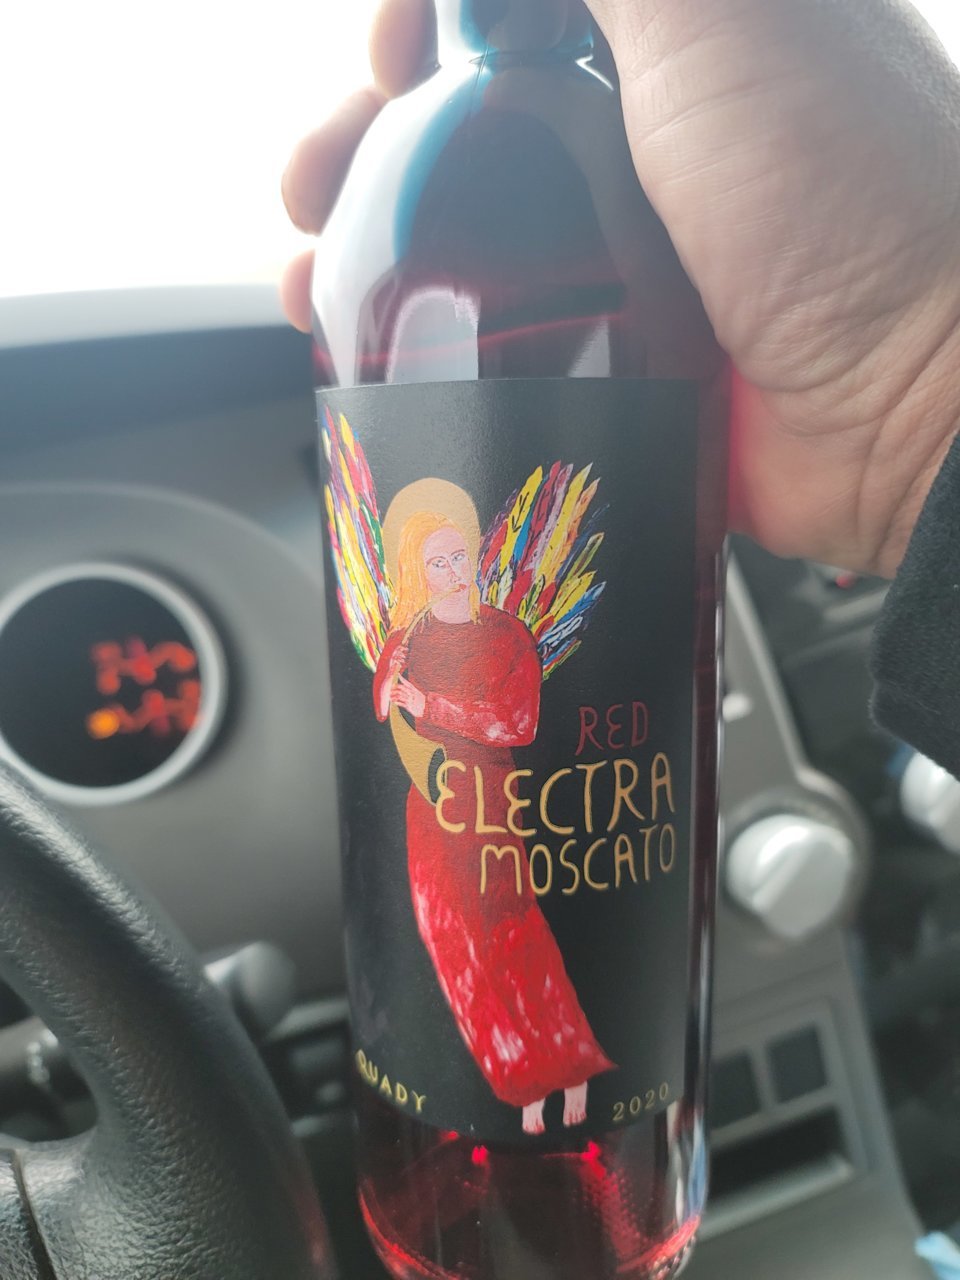 RED
ELECTRA
MOSCATO
QUADY
2020